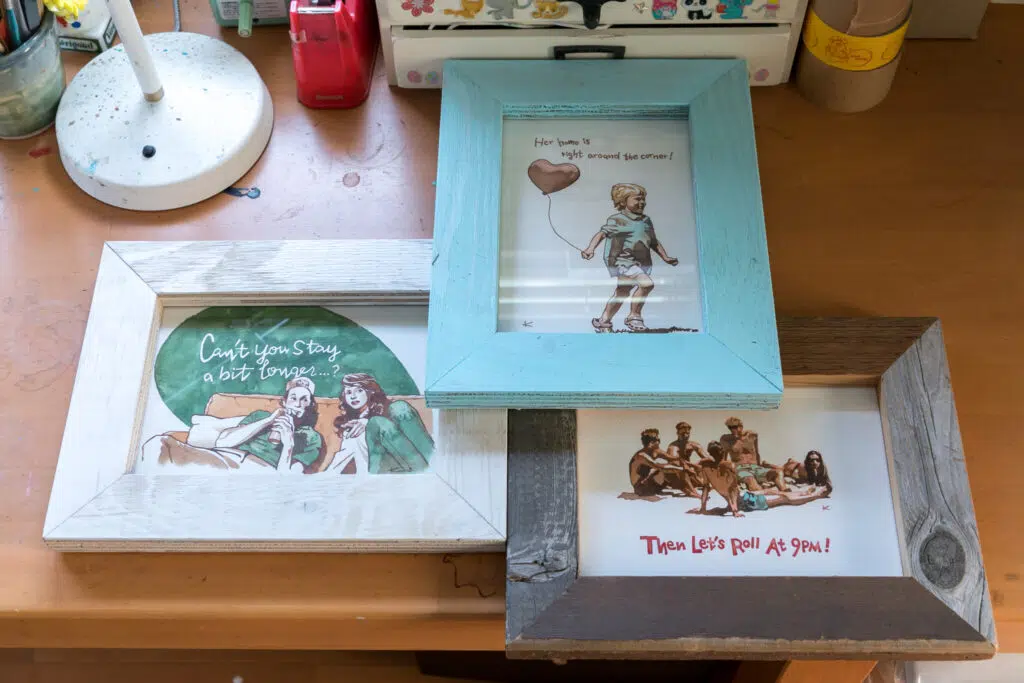 Her home is
right around the corner!
Can't you stay
a bit longer...?
Then Let's Roll At 9PM!